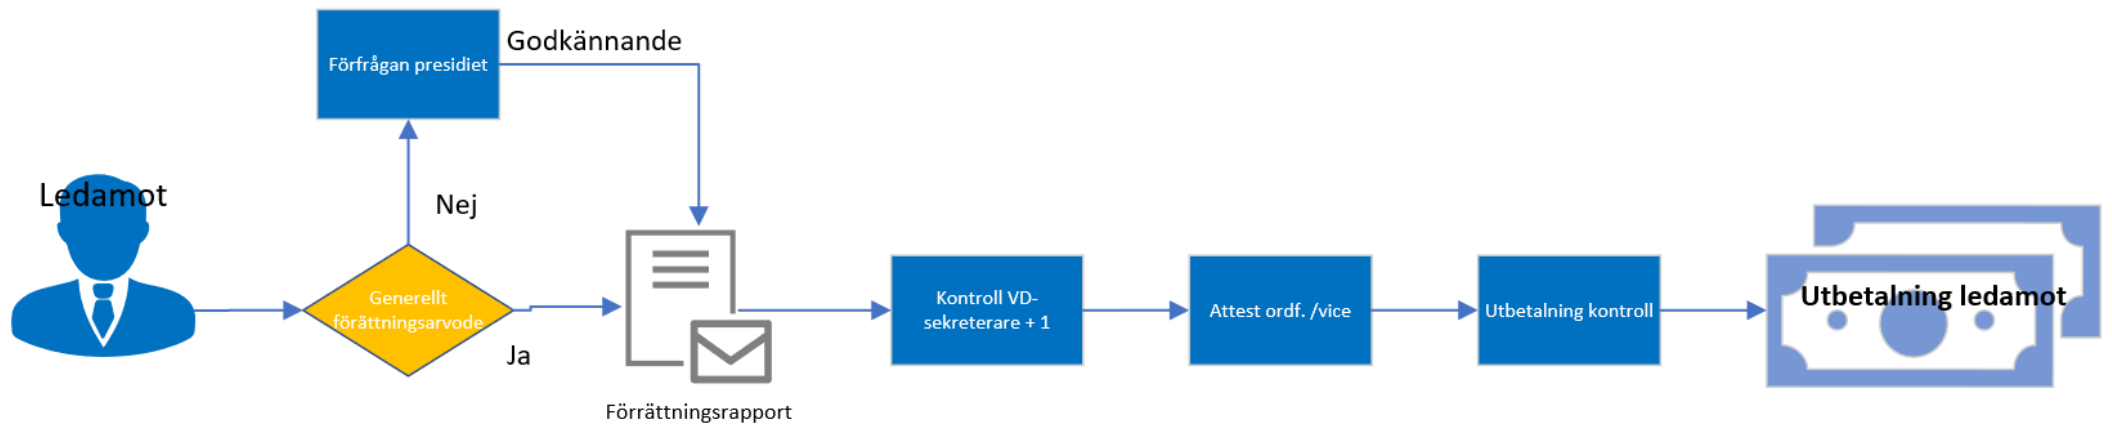 Ledamot
Förfrågan presidiet
Godkännande
Nej
Generellt
förättningsarvode
Ja
Förrättningsrapport
Kontroll VD-
sekreterare + 1
Attest ordf. /vice
Utbetalning kontroll
Utbetalning ledamot